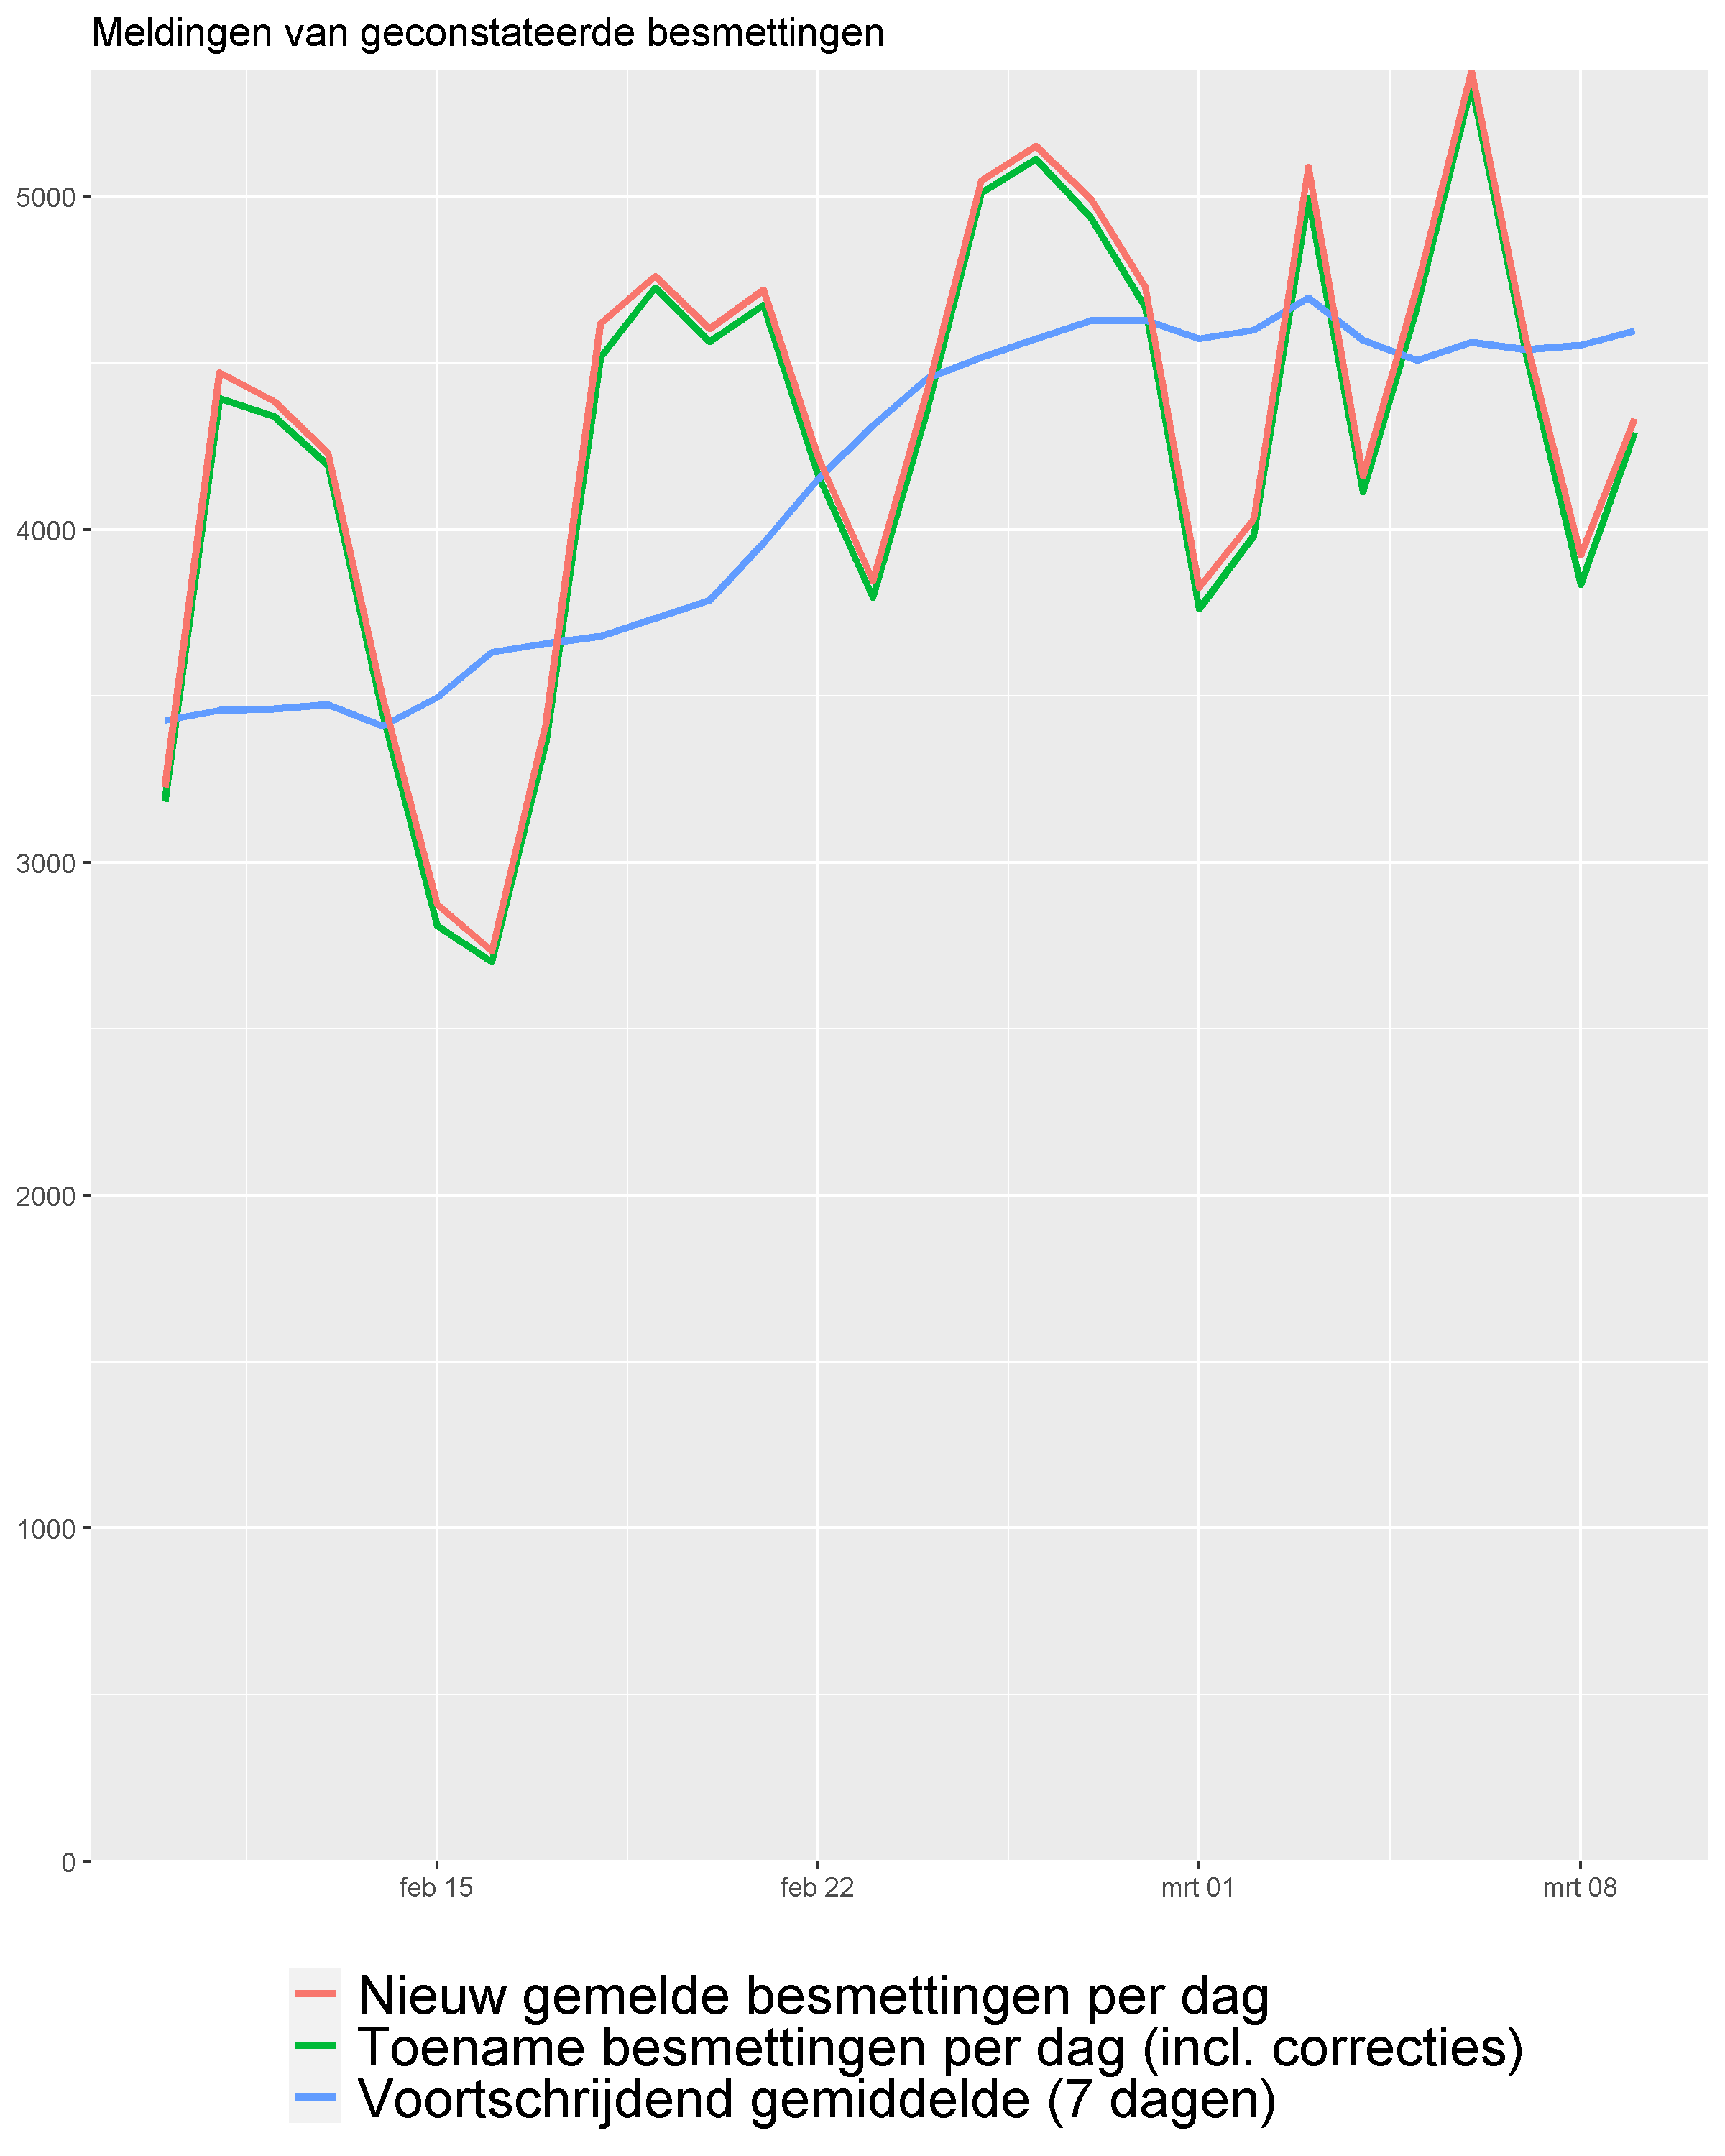 Meldingen van geconstateerde besmettingen
5000
4000
3000
2000
1000
0
feb 15 feb 22 mrt 01 mrt 08
Nieuw gemelde besmettingen per dag
Toename besmettingen per dag (incl. correcties)
Voortschrijdend gemiddelde (7 dagen)